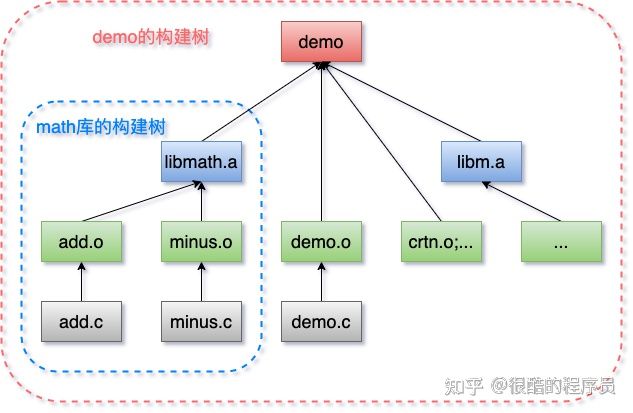 demo的构建树
demo
math库的构建树
libmath.a
libm.a
add.o
minus.o
demo.o
crtn.o;...
...
add.c
minus.c
demo.c
知乎 @很酷的程序员